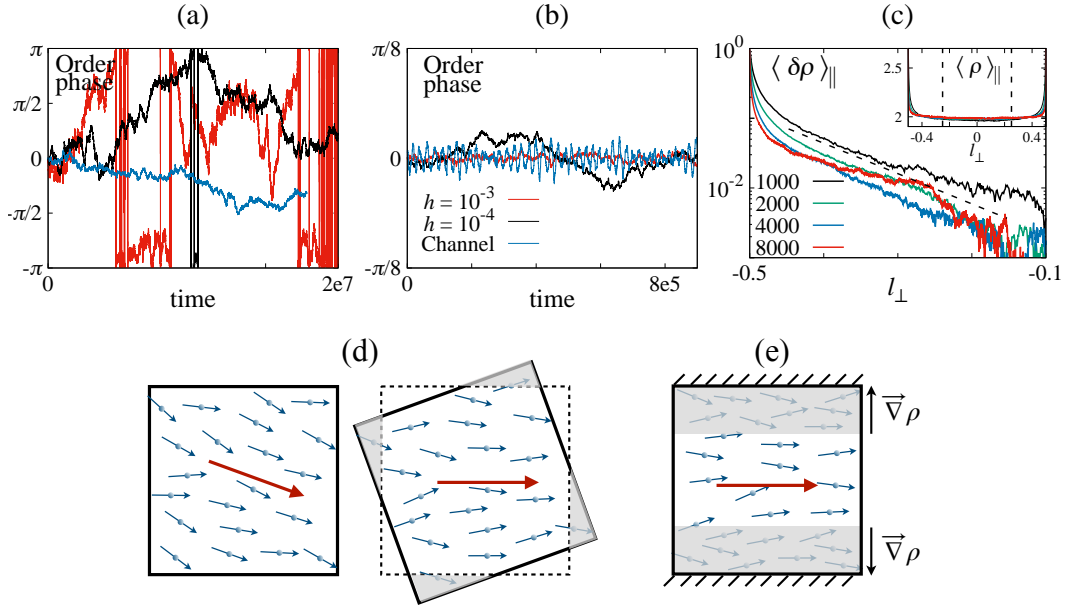 (a)
π
Order
phase
π/2
0
-π/2
-π
0
time
2e7
(b)
π/8
Order
phase
0
h = 10⁻³
h = 10⁻⁴
Channel
-π/8
0
time
8e5
(c)
10⁰
⟨ δρ ⟩∥
10⁻²
1000
2000
4000
8000
-0.5
l⊥
-0.1
2.5
⟨ ρ ⟩∥
2
-0.4
0
0.4
l⊥
(d)
(e)
∇⃗ρ
∇⃗ρ